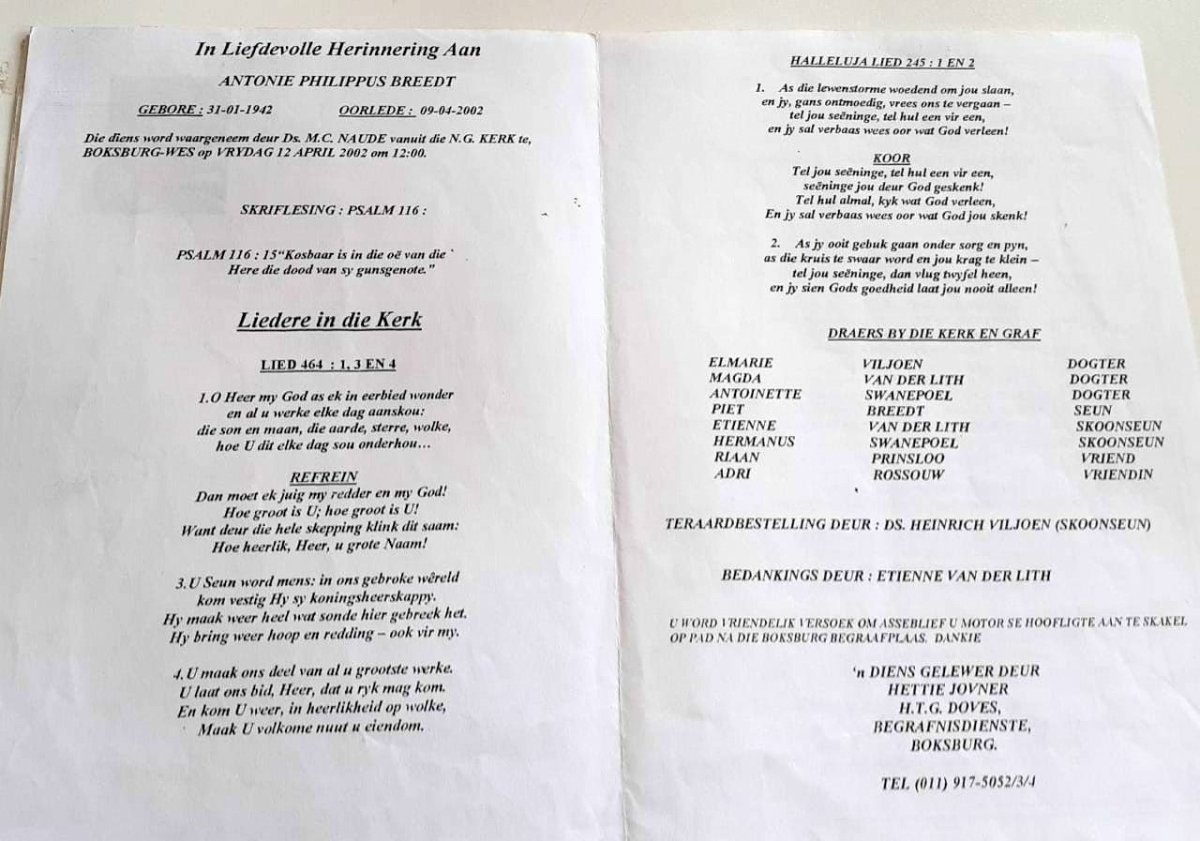 In Liefdevolle Herinnering Aan
ANTONIE PHILIPPUS BREEDT
GEBORE : 31-01-1942 OORLEDE : 09-04-2002
Die diens word waargeneem deur Ds. M.C. NAUDE vanuit die N.G. KERK te,
BOKSBURG-WES op VRYDAG 12 APRIL 2002 om 12:00.
SKRIFLESING : PSALM 116 :
PSALM 116 : 15“Kosbaar is in die oë van die
Here die dood van sy gunsgenote.”
Liedere in die Kerk
LIED 464 : 1, 3 EN 4
1.O Heer my God as ek in eerbied wonder
en al u werke elke dag aanskou:
die son en maan, die aarde, sterre, wolke,
hoe U dit elke dag sou onderhou…
REFREIN
Dan moet ek juig my redder en my God!
Hoe groot is U; hoe groot is U!
Want deur die hele skepping klink dit saam:
Hoe heerlik, Heer, u grote Naam!
3.U Seun word mens: in ons gebroke wêreld
kom vestig Hy sy koningsheerskappy.
Hy maak weer heel wat sonde hier gebreek het.
Hy bring weer hoop en redding – ook vir my.
4.U maak ons deel van al u grootste werke.
U laat ons bid, Heer, dat u ryk mag kom.
En kom U weer, in heerlikheid op wolke,
Maak U volkome nuut u eiendom.
HALLELUJA LIED 245 : 1 EN 2
1. As die lewenstorme woedend om jou slaan,
en jy, gans ontmoedig, vrees ons te vergaan –
tel jou seëninge, tel hul een vir een,
en jy sal verbaas wees oor wat God verleen!
KOOR
Tel jou seëninge, tel hul een vir een,
seëninge jou deur God geskenk!
Tel hul almal, kyk wat God verleen,
En jy sal verbaas wees oor wat God jou skenk!
2. As jy ooit gebuk gaan onder sorg en pyn,
as die kruis te swaar word en jou krag te klein –
tel jou seëninge, dan vlug twyfel heen,
en jy sien Gods goedheid laat jou nooit alleen!
DRAERS BY DIE KERK EN GRAF
ELMARIE VILJOEN DOGTER
MAGDA VAN DER LITH DOGTER
ANTOINETTE SWANEPOEL DOGTER
PIET BREEDT SEUN
ETIENNE VAN DER LITH SKOONSEUN
HERMANUS SWANEPOEL SKOONSEUN
RIAAN PRINSLOO VRIEND
ADRI ROSSOUW VRIENDIN
TERAARDBESTELLING DEUR : DS. HEINRICH VILJOEN (SKOONSEUN)
BEDANKINGS DEUR : ETIENNE VAN DER LITH
U WORD VRIENDELIK VERSOEK OM ASSEBLIEF U MOTOR SE HOOFLIGTE AAN TE SKAKEL
OP PAD NA DIE BOKSBURG BEGRAAFPLAAS. DANKIE
'n DIENS GELEWER DEUR
HETTIE JOVNER
H.T.G. DOVES,
BEGRAFNISDIENSTE,
BOKSBURG.
TEL (011) 917-5052/3/4